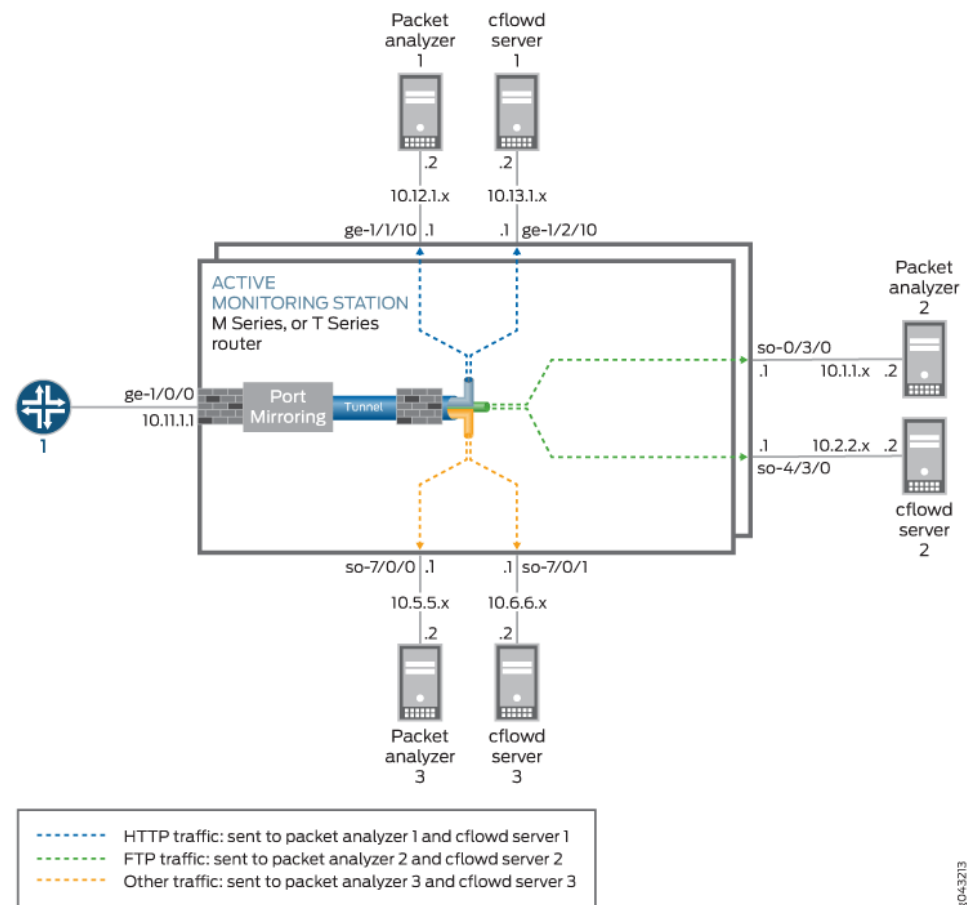 Packet
analyzer
1
cflowd
server
1
.2
.2
10.12.1.x
10.13.1.x
ge-1/1/10 .1
.1 ge-1/2/10
ACTIVE
MONITORING STATION
M Series, or T Series
router
Packet
analyzer
2
so-0/3/0
.1 10.1.1.x .2
ge-1/0/0
10.11.1.1
Port
Mirroring
Tunnel
1
.1 10.2.2.x .2
so-4/3/0
cflowd
server
2
so-7/0/0 .1
.1 so-7/0/1
10.5.5.x
10.6.6.x
.2
.2
Packet
analyzer
3
cflowd
server
3
HTTP traffic: sent to packet analyzer 1 and cflowd server 1
FTP traffic: sent to packet analyzer 2 and cflowd server 2
Other traffic: sent to packet analyzer 3 and cflowd server 3